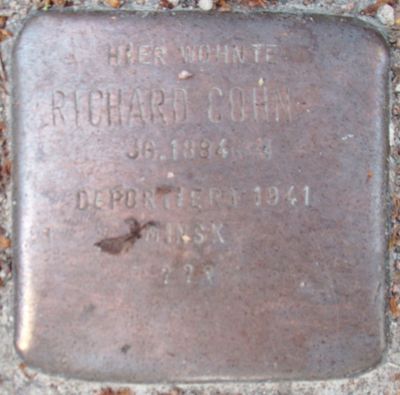 HIER WOHNTE
RICHARD COHN
JG. 1884
DEPORTIERT 1941
MINSK
???